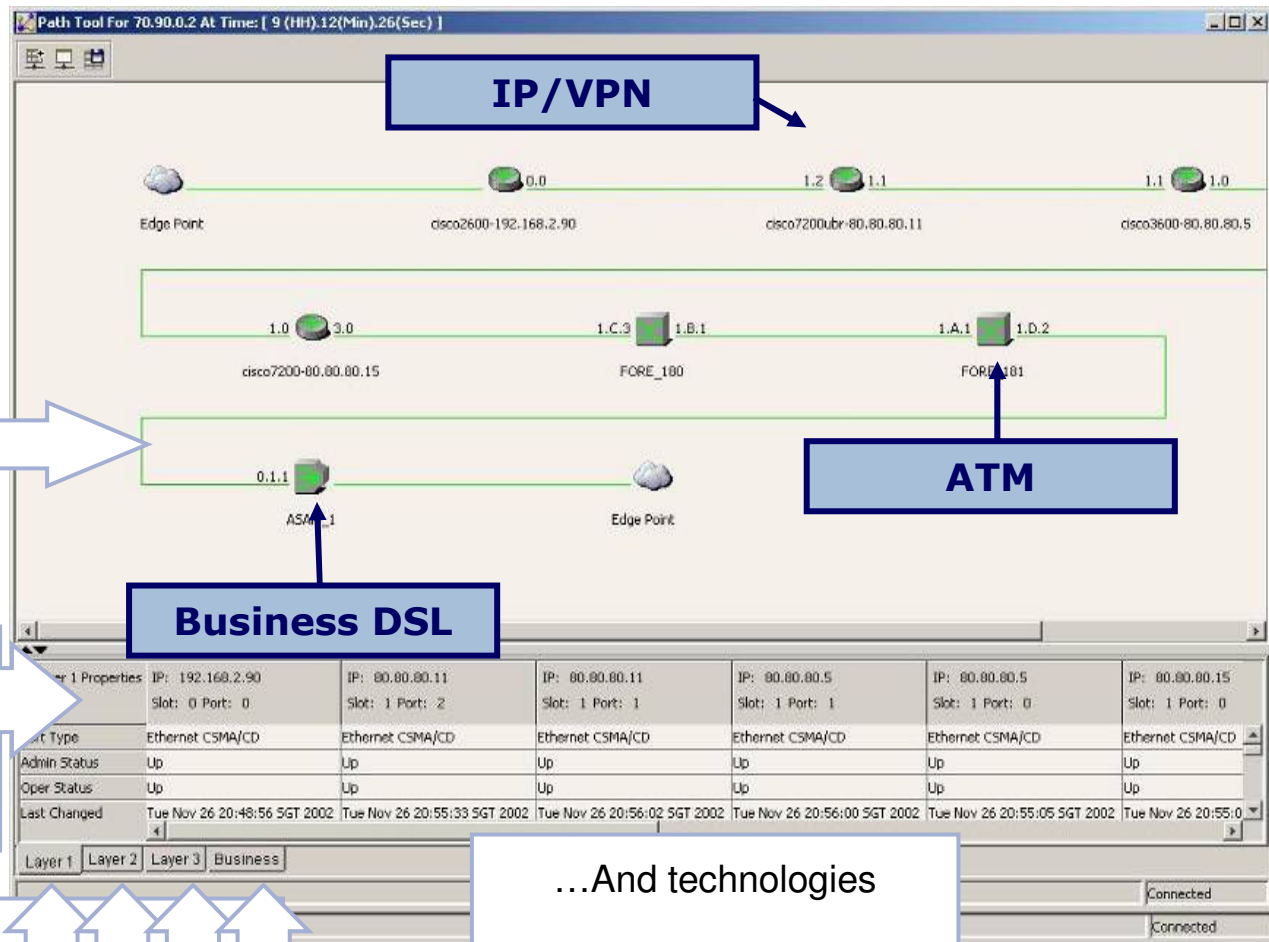 Path Tool For 70.90.0.2 At Time: [ 9 (HH).12(Min).26(Sec) ]
IP/VPN
0.0
1.2 1.1
1.1 1.0
Edge Point
cisco2600-192.168.2.90
cisco7200ubr-80.80.80.11
cisco3600-80.80.80.5
1.0 3.0
1.C.3 1.B.1
1.A.1 1.D.2
cisco7200-80.80.80.15
FORE_180
181
ATM
0.1.1
Edge Point
Business DSL
1 Properties
IP: 192.168.2.90
IP: 80.80.80.11
IP: 80.80.80.11
IP: 80.80.80.5
IP: 80.80.80.5
IP: 80.80.80.15
Slot: 0 Port: 0
Slot: 1 Port: 2
Slot: 1 Port: 1
Slot: 1 Port: 1
Slot: 1 Port: 0
Slot: 1 Port: 0
Type Ethernet CSMA/CD Ethernet CSMA/CD Ethernet CSMA/CD Ethernet CSMA/CD Ethernet CSMA/CD Ethernet CSMA/CD
Admin Status Up Up Up Up Up Up
Oper Status Up Up Up Up Up Up
Last Changed Tue Nov 26 20:48:56 SGT 2002 Tue Nov 26 20:55:33 SGT 2002 Tue Nov 26 20:56:02 SGT 2002 Tue Nov 26 20:56:00 SGT 2002 Tue Nov 26 20:55:05 SGT 2002 Tue Nov 26 20:55:0
Layer 1 Layer 2 Layer 3 Business
…And technologies
Connected
Connected